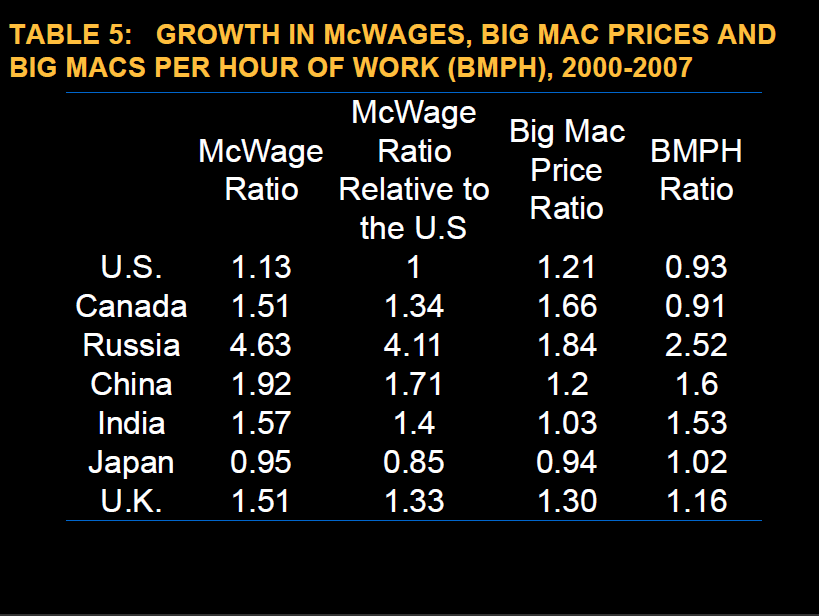 TABLE 5: GROWTH IN McWAGES, BIG MAC PRICES AND
BIG MACS PER HOUR OF WORK (BMPH), 2000-2007
McWage Ratio | McWage Ratio Relative to the U.S | Big Mac Price Ratio | BMPH Ratio
U.S. 1.13 1 1.21 0.93
Canada 1.51 1.34 1.66 0.91
Russia 4.63 4.11 1.84 2.52
China 1.92 1.71 1.2 1.6
India 1.57 1.4 1.03 1.53
Japan 0.95 0.85 0.94 1.02
U.K. 1.51 1.33 1.30 1.16